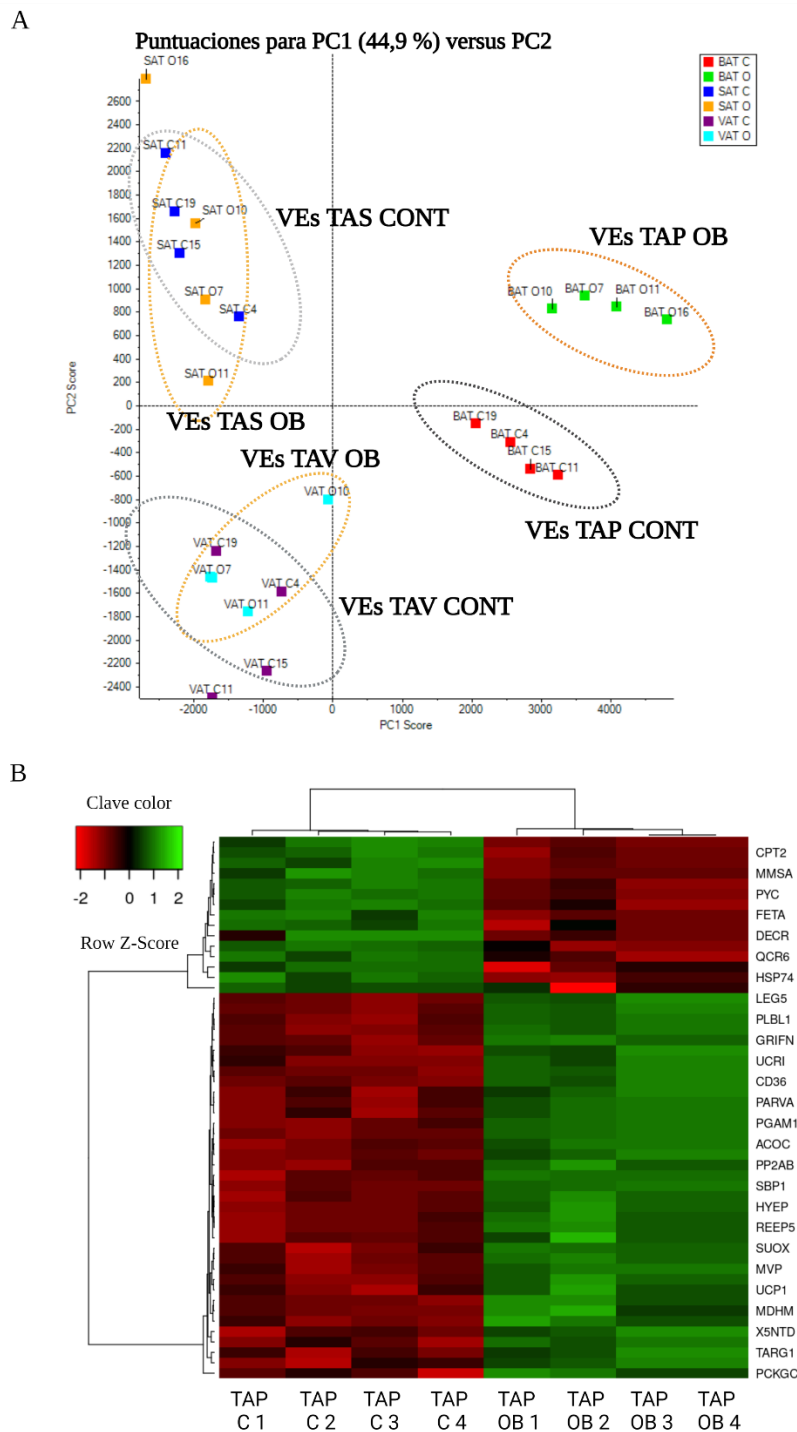 A
Puntuaciones para PC1 (44,9 %) versus PC2
SAT O16
BAT C
BAT O
SAT C
SAT O
VAT C
VAT O
2600
2400
2200
2000
1800
1600
1400
1200
1000
800
600
400
200
0
-200
-400
-600
-800
-1000
-1200
-1400
-1600
-1800
-2000
-2200
-2400
PC2 Score
SAT C11
SAT C19
SAT O10
SAT C15
SAT O7
SAT C4
SAT O11
VEs TAS CONT
VEs TAP OB
BAT O10
BAT O7
BAT O11
BAT O16
VEs TAS OB
VEs TAV OB
BAT C19
BAT C4
BAT C15
BAT C11
VEs TAP CONT
VAT O10
VAT C19
VAT O7
VAT C4
VAT O11
VEs TAV CONT
VAT C15
VAT C11
-2000
-1000
0
1000
2000
3000
4000
PC1 Score
B
Clave color
-2 0 1 2
Row Z-Score
CPT2
MMSA
PYC
FETA
DECR
QCR6
HSP74
LEG5
PLBL1
GRIFN
UCRI
CD36
PARVA
PGAM1
ACOC
PP2AB
SBP1
HYEP
REEP5
SUOX
MVP
UCP1
MDHM
X5NTD
TARG1
PCKGC
TAP C 1
TAP C 2
TAP C 3
TAP C 4
TAP OB 1
TAP OB 2
TAP OB 3
TAP OB 4